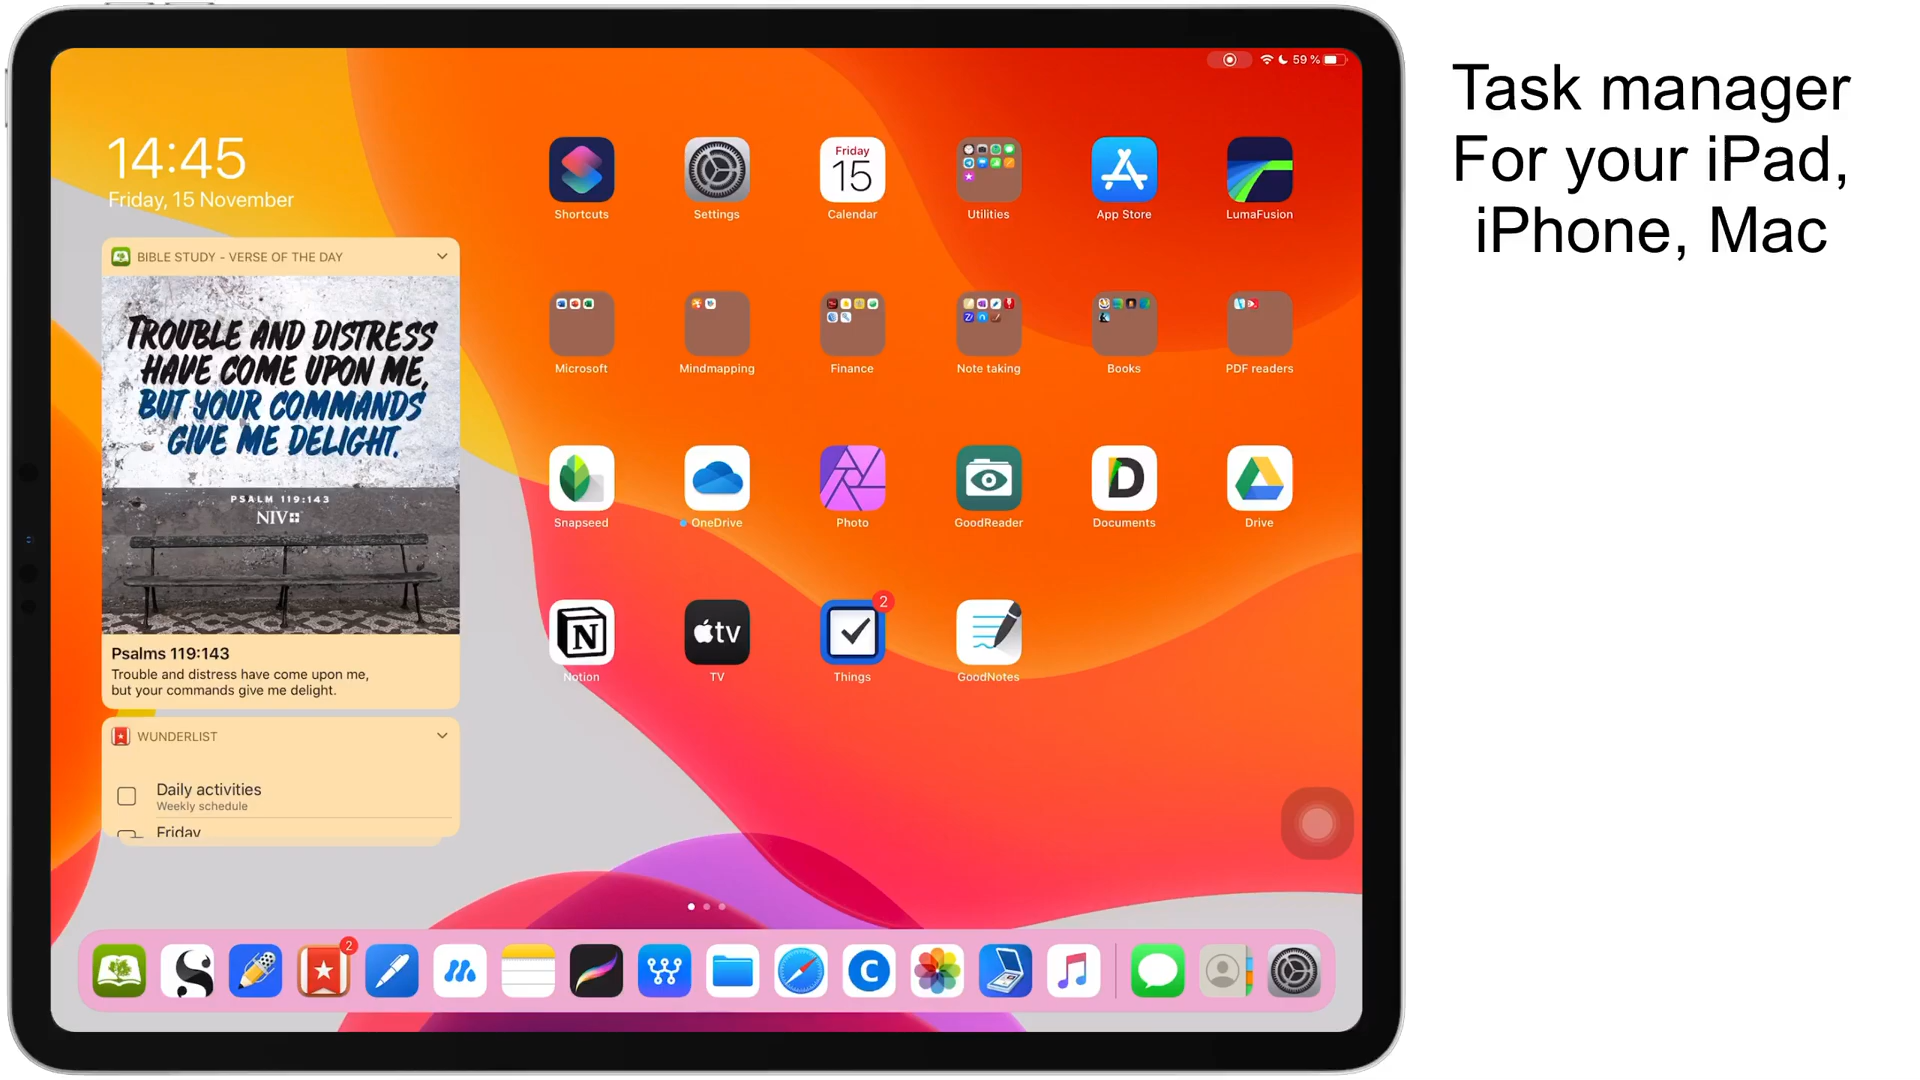 59 %
Task manager
For your iPad,
iPhone, Mac
14:45
Friday, 15 November
BIBLE STUDY - VERSE OF THE DAY
TROUBLE AND DISTRESS
HAVE COME UPON ME,
BUT YOUR COMMANDS
GIVE ME DELIGHT.
PSALM 119:143
NIV
Psalms 119:143
Trouble and distress have come upon me,
but your commands give me delight.
WUNDERLIST
Daily activities
Weekly schedule
Friday
Friday
15
Shortcuts
Settings
Calendar
Utilities
App Store
LumaFusion
Microsoft
Mindmapping
Finance
Note taking
Books
PDF readers
D
Snapseed
OneDrive
Photo
GoodReader
Documents
Drive
N
tv
2
Notion
TV
Things
GoodNotes
2
C